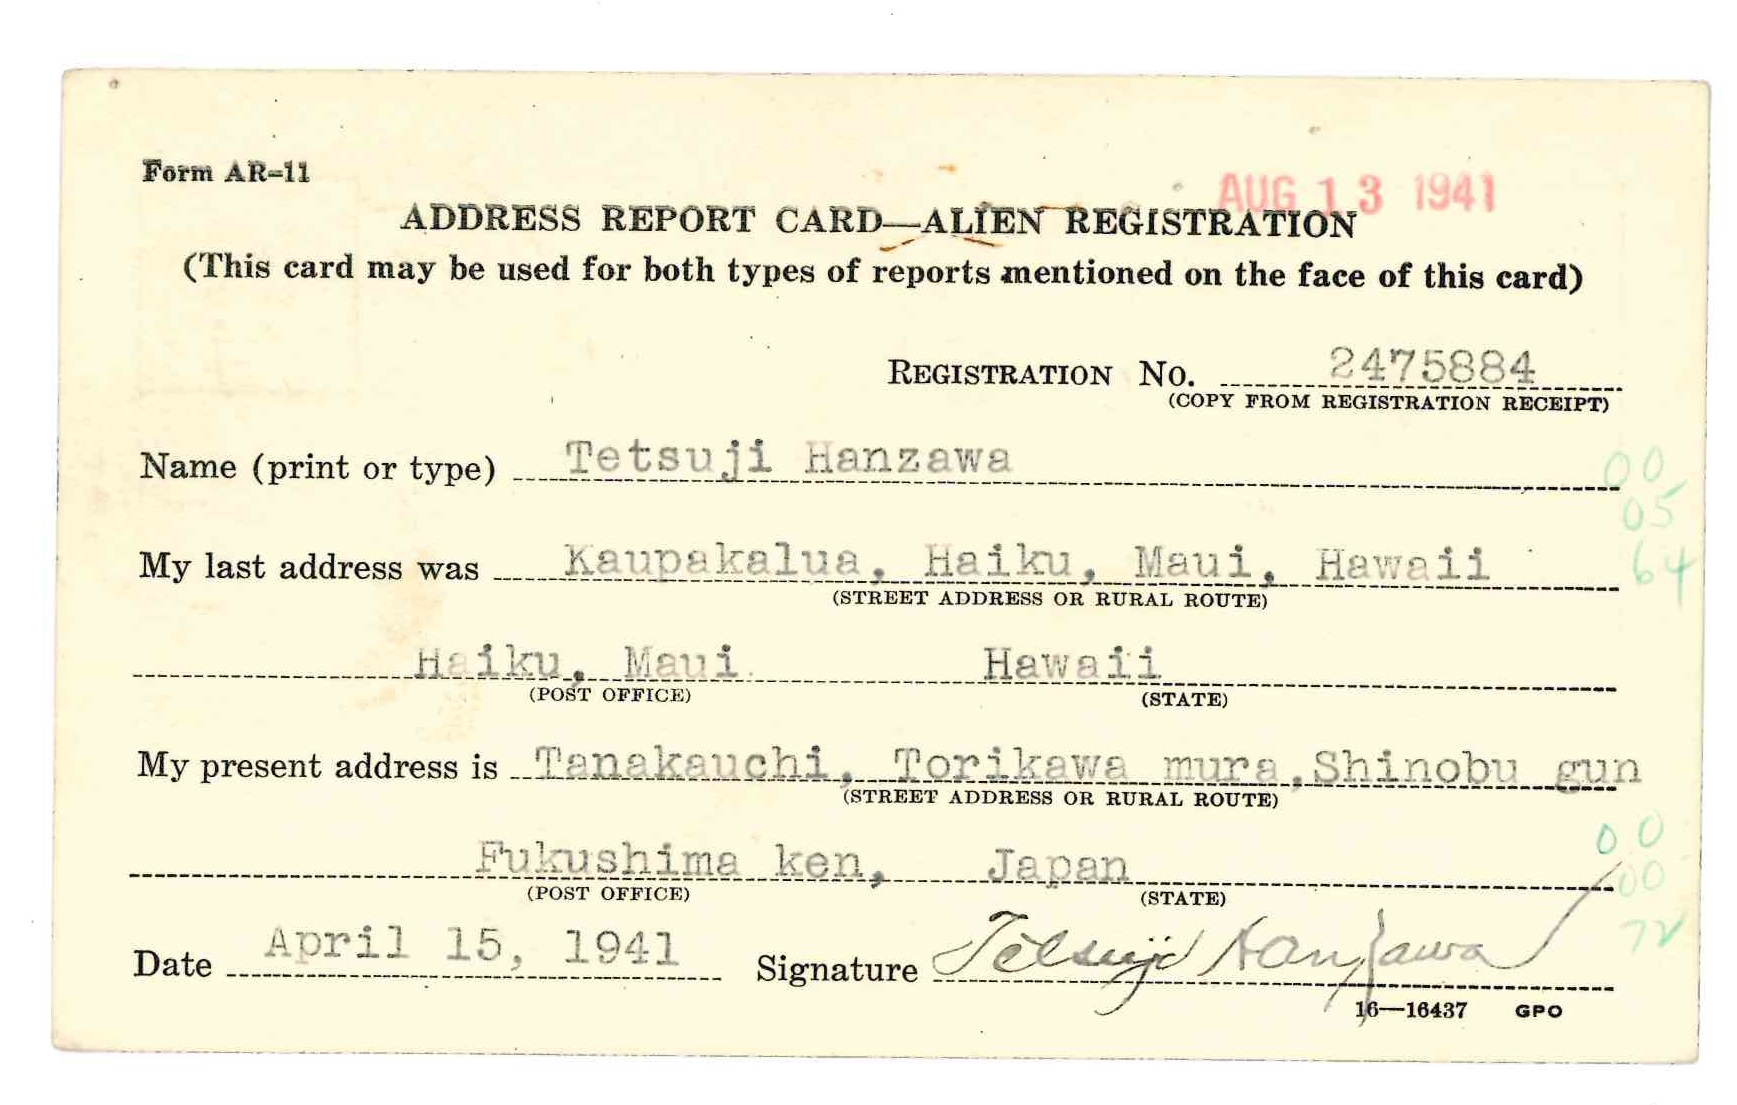 Form AR-11
AUG 13 1941
ADDRESS REPORT CARD—ALIEN REGISTRATION
(This card may be used for both types of reports mentioned on the face of this card)
REGISTRATION No. 2475884
(COPY FROM REGISTRATION RECEIPT)
Name (print or type) Tetsuji Hanzawa
00
05
My last address was Kaupakalua, Haiku, Maui, Hawaii
64
(STREET ADDRESS OR RURAL ROUTE)
Haiku, Maui. Hawaii
(POST OFFICE) (STATE)
My present address is Tanakauchi, Torikawa mura, Shinobu gun
(STREET ADDRESS OR RURAL ROUTE)
00
Fukushima ken, Japan
00
(POST OFFICE) (STATE)
72
Date April 15, 1941 Signature Tetsuji Hanzawa
16—16437 GPO